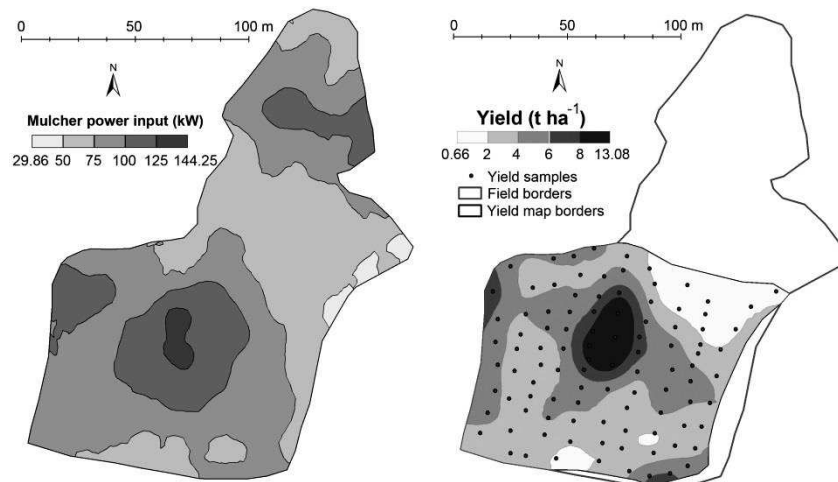 0 50 100 m
N
Mulcher power input (kW)
29.86 50 75 100 125 144.25
0 50 100 m
N
Yield (t ha⁻¹)
0.66 2 4 6 8 13.08
Yield samples
Field borders
Yield map borders